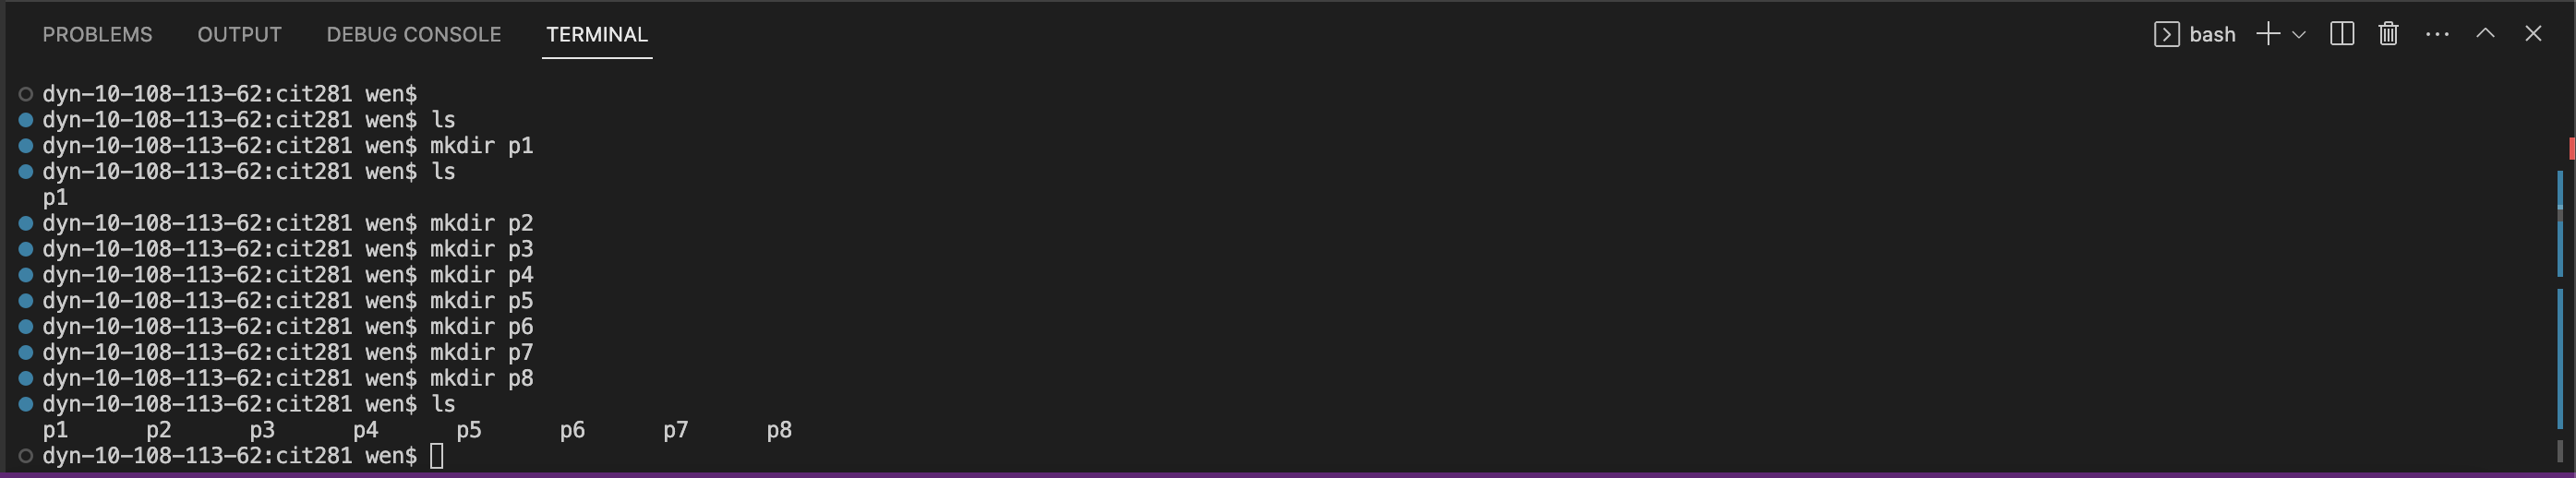 PROBLEMS OUTPUT DEBUG CONSOLE TERMINAL bash
dyn-10-108-113-62:cit281 wen$
dyn-10-108-113-62:cit281 wen$ ls
dyn-10-108-113-62:cit281 wen$ mkdir p1
dyn-10-108-113-62:cit281 wen$ ls
p1
dyn-10-108-113-62:cit281 wen$ mkdir p2
dyn-10-108-113-62:cit281 wen$ mkdir p3
dyn-10-108-113-62:cit281 wen$ mkdir p4
dyn-10-108-113-62:cit281 wen$ mkdir p5
dyn-10-108-113-62:cit281 wen$ mkdir p6
dyn-10-108-113-62:cit281 wen$ mkdir p7
dyn-10-108-113-62:cit281 wen$ mkdir p8
dyn-10-108-113-62:cit281 wen$ ls
p1 p2 p3 p4 p5 p6 p7 p8
dyn-10-108-113-62:cit281 wen$